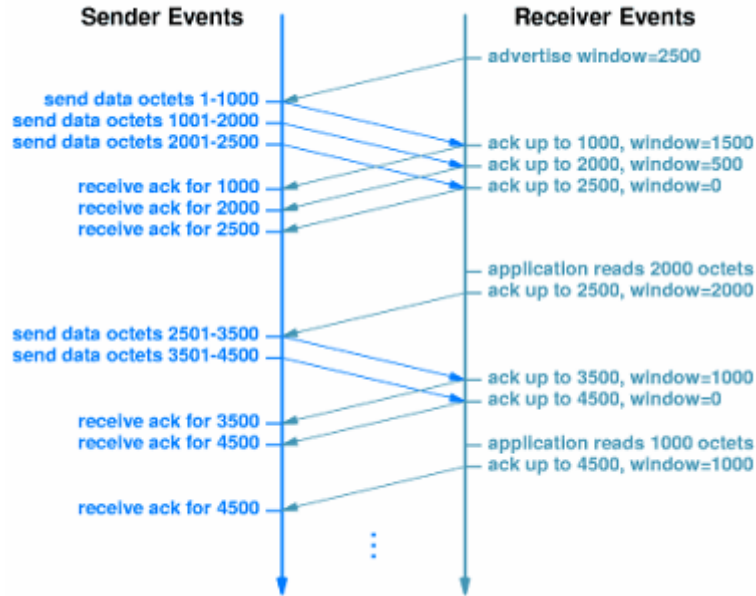 Sender Events
Receiver Events
advertise window=2500
send data octets 1-1000
send data octets 1001-2000
send data octets 2001-2500
ack up to 1000, window=1500
ack up to 2000, window=500
ack up to 2500, window=0
receive ack for 1000
receive ack for 2000
receive ack for 2500
application reads 2000 octets
ack up to 2500, window=2000
send data octets 2501-3500
send data octets 3501-4500
ack up to 3500, window=1000
ack up to 4500, window=0
receive ack for 3500
receive ack for 4500
application reads 1000 octets
ack up to 4500, window=1000
receive ack for 4500